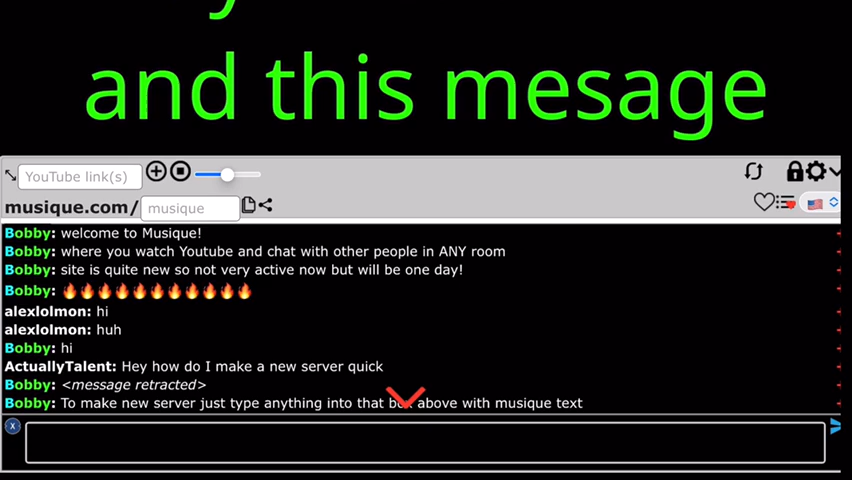 and this mesage
YouTube link(s)
musique.com/ musique
Bobby: welcome to Musique!
Bobby: where you watch Youtube and chat with other people in ANY room
Bobby: site is quite new so not very active now but will be one day!
Bobby: 🔥🔥🔥🔥🔥🔥🔥🔥🔥🔥🔥
alexlolmon: hi
alexlolmon: huh
Bobby: hi
ActuallyTalent: Hey how do I make a new server quick
Bobby: <message retracted>
Bobby: To make new server just type anything into that box above with musique text
X